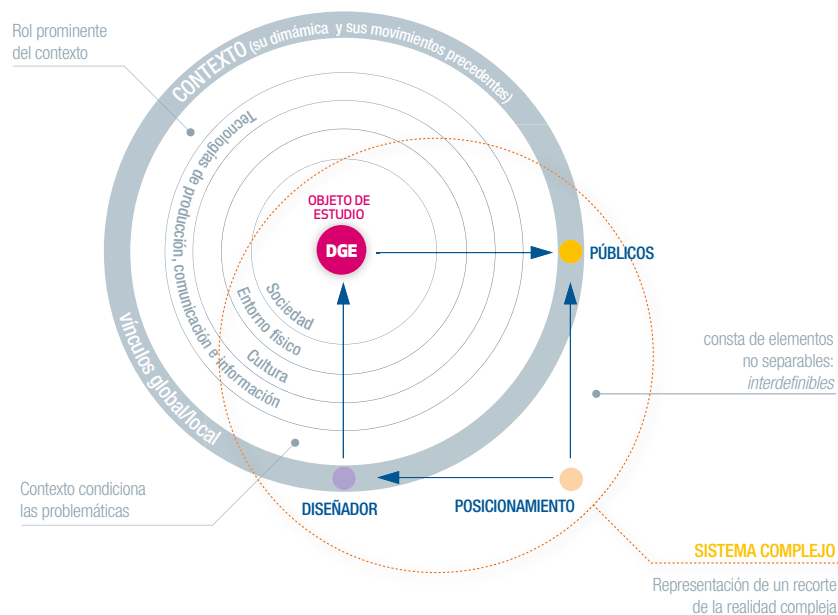 Rol prominente
del contexto
CONTEXTO (su dimámica y sus movimientos precedentes)
Tecnologías de producción, comunicación e información
OBJETO DE
ESTUDIO
DGE
PÚBLICOS
Sociedad
Entorno físico
Cultura
vínculos global/local
consta de elementos
no separables:
interdefinibles
Contexto condiciona
las problemáticas
DISEÑADOR
POSICIONAMIENTO
SISTEMA COMPLEJO
Representación de un recorte
de la realidad compleja